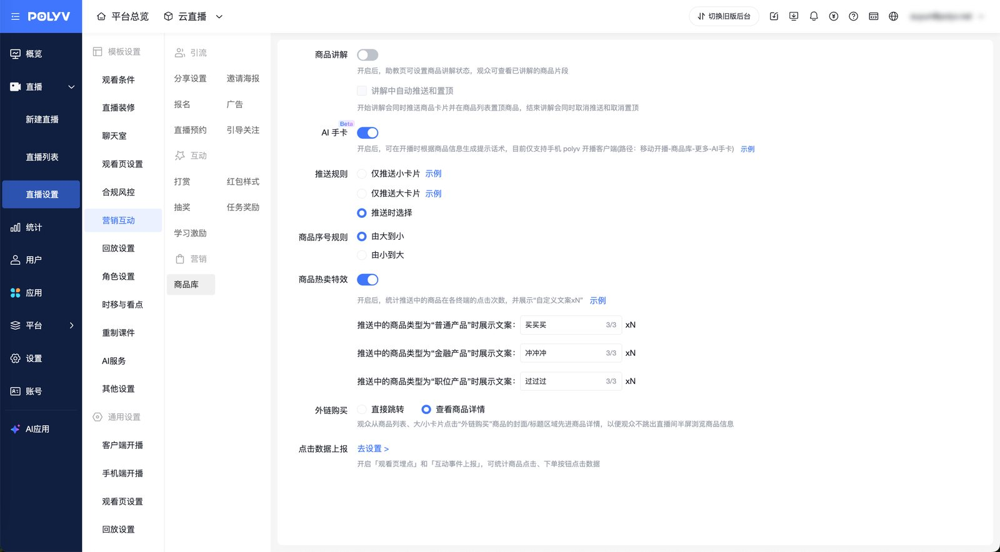 POLYV
平台总览
云直播
切换旧版后台
概览
直播
新建直播
直播列表
直播设置
统计
用户
应用
平台
设置
账号
AI应用
模板设置
观看条件
直播装修
聊天室
观看页设置
合规风控
营销互动
回放设置
角色设置
时移与看点
重制课件
AI服务
其他设置
通用设置
客户端开播
手机端开播
观看页设置
回放设置
引流
分享设置 邀请海报
报名 广告
直播预约 引导关注
互动
打赏 红包样式
抽奖 任务奖励
学习激励
营销
商品库
商品讲解
开启后，助教页可设置商品讲解状态，观众可查看已讲解的商品片段
讲解中自动推送和置顶
开始讲解会同时推送商品卡片并在商品列表置顶商品，结束讲解会同时取消推送和取消置顶
Beta
AI 手卡
开启后，可在开播时根据商品信息生成提示话术，目前仅支持手机 polyv 开播客户端(路径：移动开播-商品库-更多-AI手卡) 示例
推送规则 仅推送小卡片 示例
仅推送大卡片 示例
推送时选择
商品序号规则 由大到小
由小到大
商品热卖特效
开启后，统计推送中的商品在各终端的点击次数，并展示“自定义文案xN” 示例
推送中的商品类型为“普通产品”时展示文案： 买买买 3/3 xN
推送中的商品类型为“金融产品”时展示文案： 冲冲冲 3/3 xN
推送中的商品类型为“职位产品”时展示文案： 过过过 3/3 xN
外链购买 直接跳转 查看商品详情
观众从商品列表、大/小卡片点击“外链购买”商品的封面/标题区域先进商品详情，以便观众不跳出直播间半屏浏览商品信息
点击数据上报 去设置 >
开启「观看页埋点」和「互动事件上报」，可统计商品点击、下单按钮点击数据